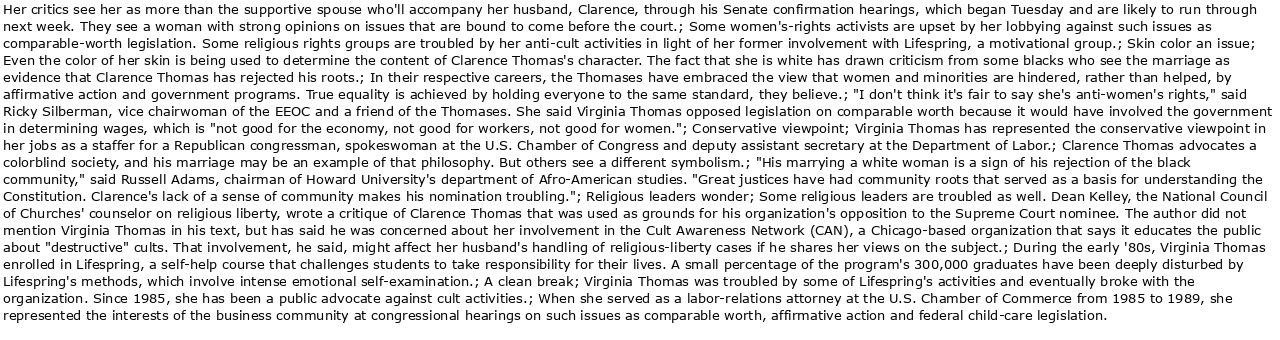 Her critics see her as more than the supportive spouse who'll accompany her husband, Clarence, through his Senate confirmation hearings, which began Tuesday and are likely to run through
next week. They see a woman with strong opinions on issues that are bound to come before the court.; Some women's-rights activists are upset by her lobbying against such issues as
comparable-worth legislation. Some religious rights groups are troubled by her anti-cult activities in light of her former involvement with Lifespring, a motivational group.; Skin color an issue;
Even the color of her skin is being used to determine the content of Clarence Thomas's character. The fact that she is white has drawn criticism from some blacks who see the marriage as
evidence that Clarence Thomas has rejected his roots.; In their respective careers, the Thomases have embraced the view that women and minorities are hindered, rather than helped, by
affirmative action and government programs. True equality is achieved by holding everyone to the same standard, they believe.; "I don't think it's fair to say she's anti-women's rights," said
Ricky Silberman, vice chairwoman of the EEOC and a friend of the Thomases. She said Virginia Thomas opposed legislation on comparable worth because it would have involved the government
in determining wages, which is "not good for the economy, not good for workers, not good for women."; Conservative viewpoint; Virginia Thomas has represented the conservative viewpoint in
her jobs as a staffer for a Republican congressman, spokeswoman at the U.S. Chamber of Congress and deputy assistant secretary at the Department of Labor.; Clarence Thomas advocates a
colorblind society, and his marriage may be an example of that philosophy. But others see a different symbolism.; "His marrying a white woman is a sign of his rejection of the black
community," said Russell Adams, chairman of Howard University's department of Afro-American studies. "Great justices have had community roots that served as a basis for understanding the
Constitution. Clarence's lack of a sense of community makes his nomination troubling."; Religious leaders wonder; Some religious leaders are troubled as well. Dean Kelley, the National Council
of Churches' counselor on religious liberty, wrote a critique of Clarence Thomas that was used as grounds for his organization's opposition to the Supreme Court nominee. The author did not
mention Virginia Thomas in his text, but has said he was concerned about her involvement in the Cult Awareness Network (CAN), a Chicago-based organization that says it educates the public
about "destructive" cults. That involvement, he said, might affect her husband's handling of religious-liberty cases if he shares her views on the subject.; During the early '80s, Virginia Thomas
enrolled in Lifespring, a self-help course that challenges students to take responsibility for their lives. A small percentage of the program's 300,000 graduates have been deeply disturbed by
Lifespring's methods, which involve intense emotional self-examination.; A clean break; Virginia Thomas was troubled by some of Lifespring's activities and eventually broke with the
organization. Since 1985, she has been a public advocate against cult activities.; When she served as a labor-relations attorney at the U.S. Chamber of Commerce from 1985 to 1989, she
represented the interests of the business community at congressional hearings on such issues as comparable worth, affirmative action and federal child-care legislation.